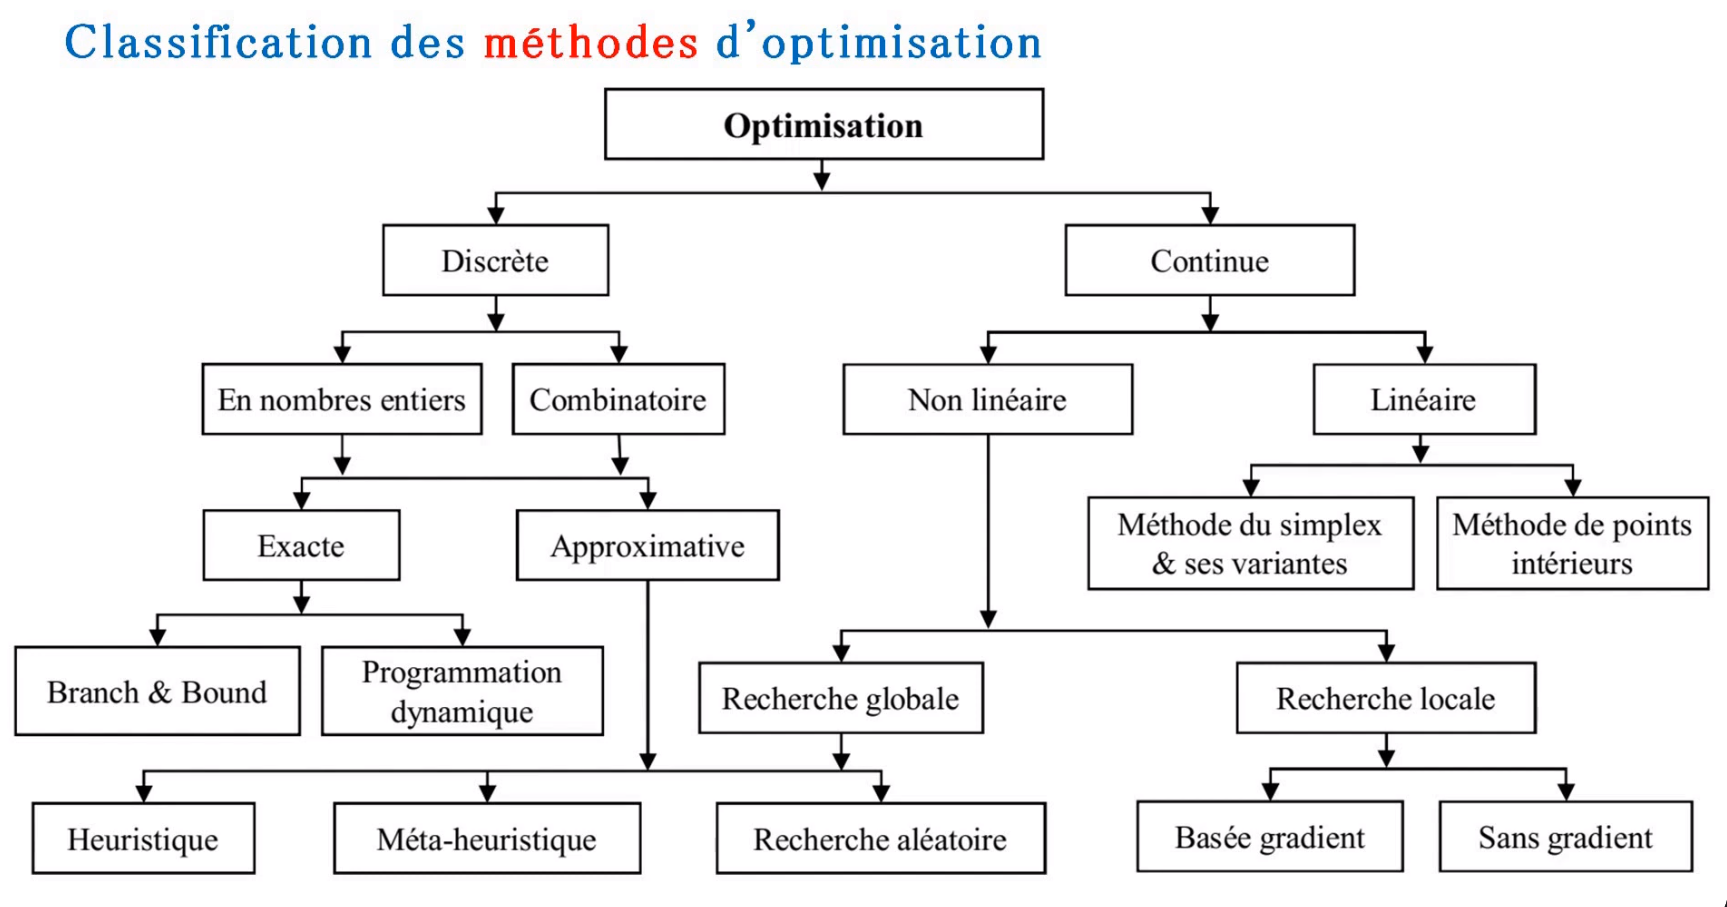 Classification des méthodes d'optimisation
Optimisation
Discrète
Continue
En nombres entiers
Combinatoire
Non linéaire
Linéaire
Exacte
Approximative
Méthode du simplex
& ses variantes
Méthode de points
intérieurs
Branch & Bound
Programmation
dynamique
Recherche globale
Recherche locale
Heuristique
Méta-heuristique
Recherche aléatoire
Basée gradient
Sans gradient